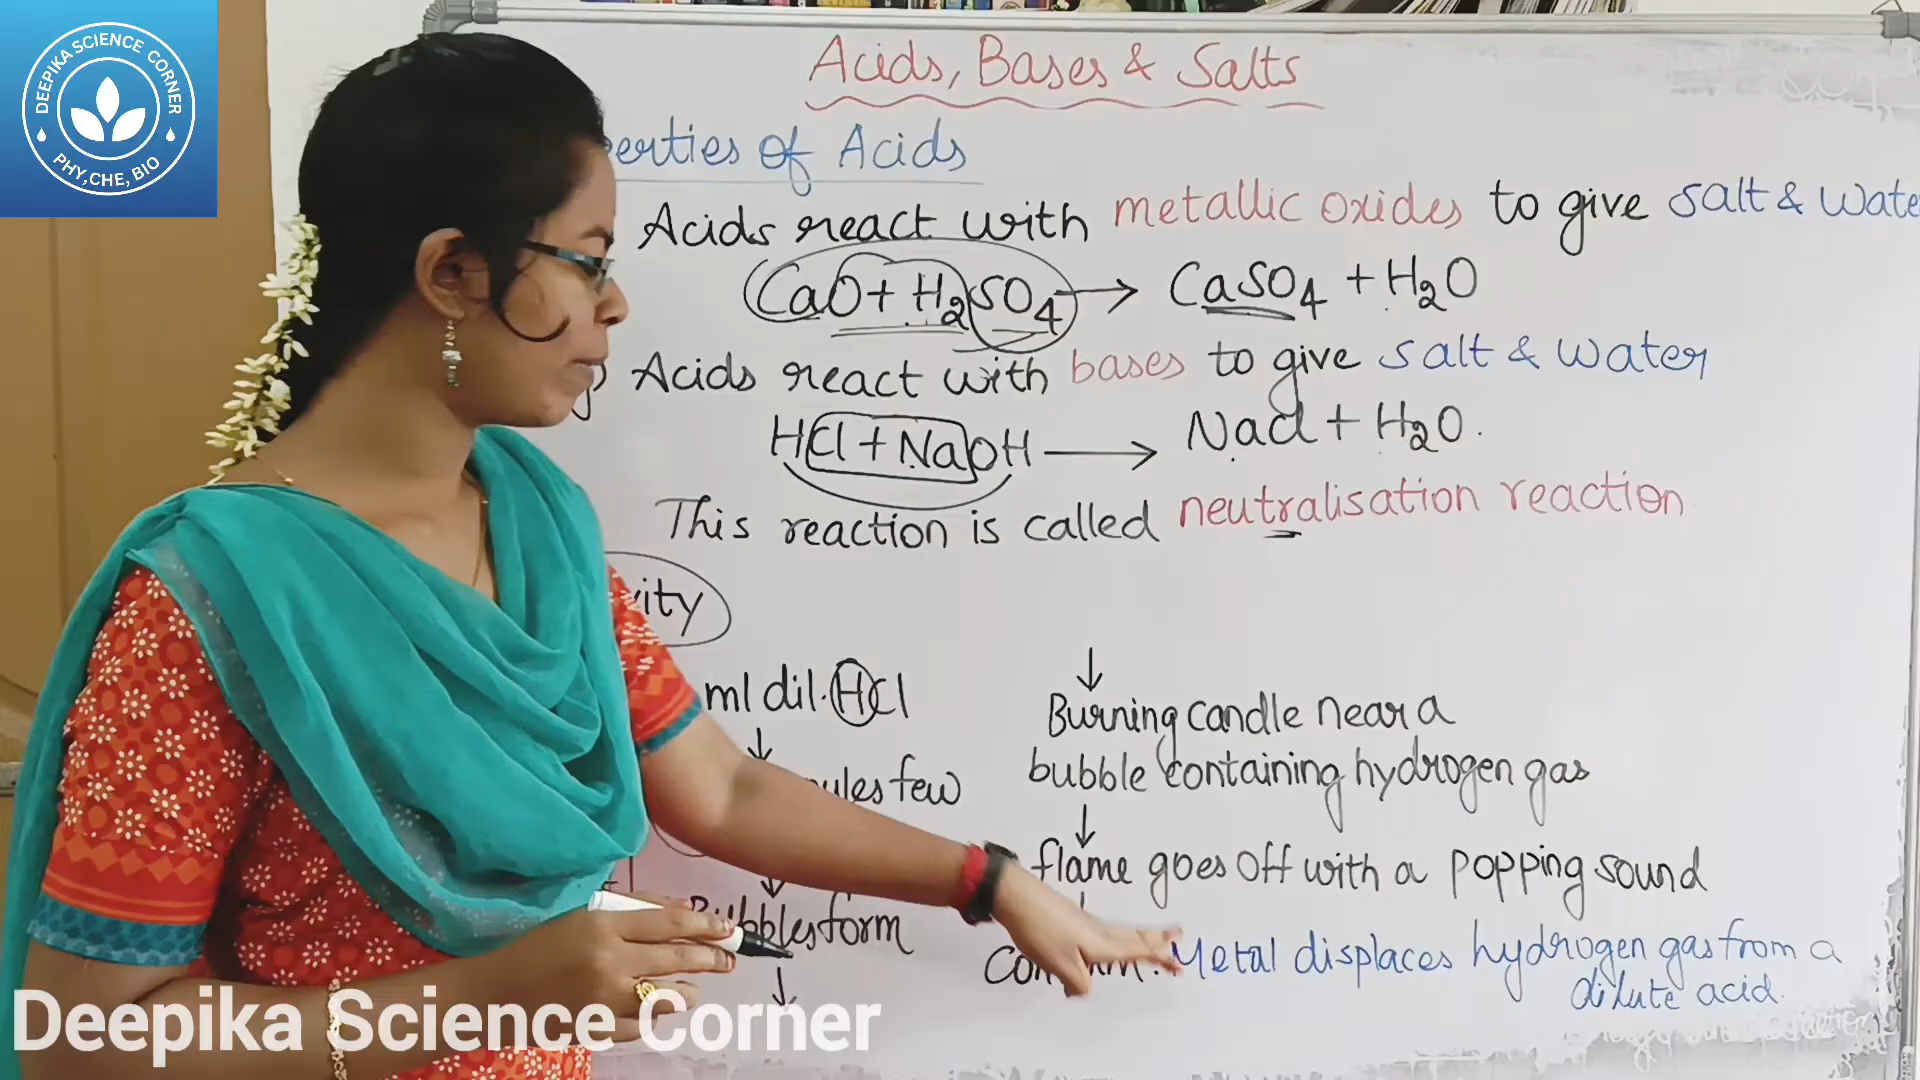 DEEPIKA SCIENCE CORNER
PHY,CHE, BIO
Acids, Bases & Salts
erties of Acids
Acids react with metallic oxides to give salt & Wate
CaO + H2SO4 → CaSO4 + H2O
Acids react with bases to give salt & water
HCl + NaOH → NaCl + H2O.
This reaction is called neutralisation reaction
ity
ml dil. HCl
↓
ules few
↓
Bubbles form
↓
↓
Burning candle near a
bubble containing hydrogen gas
↓
flame goes off with a popping sound
Metal displaces hydrogen gas from a
dilute acid.
Deepika Science Corner